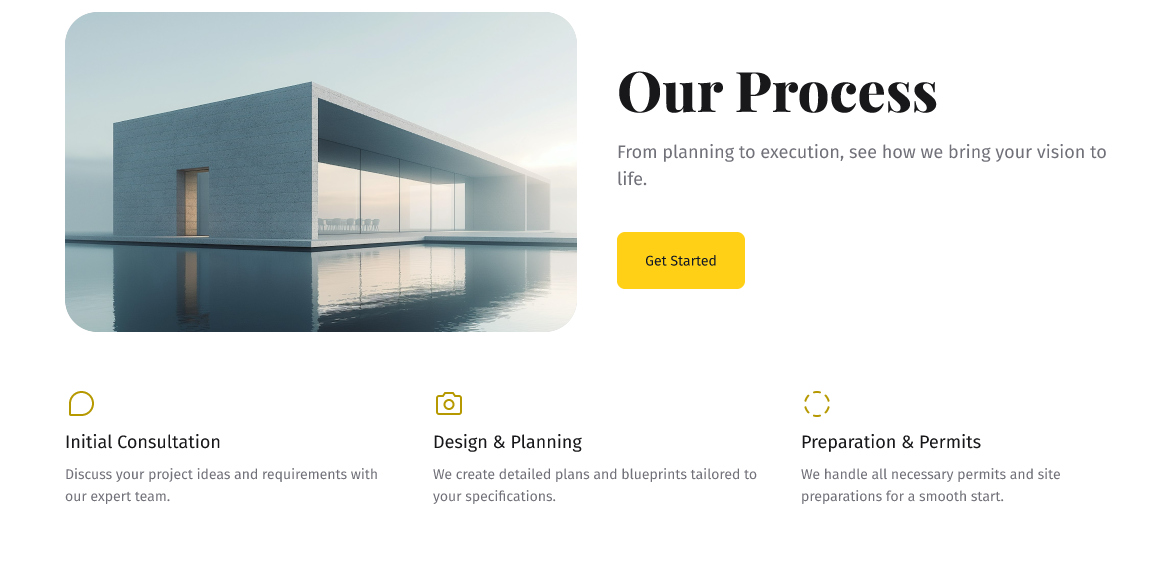 Our Process
From planning to execution, see how we bring your vision to
life.
Get Started
Initial Consultation
Discuss your project ideas and requirements with
our expert team.
Design & Planning
We create detailed plans and blueprints tailored to
your specifications.
Preparation & Permits
We handle all necessary permits and site
preparations for a smooth start.